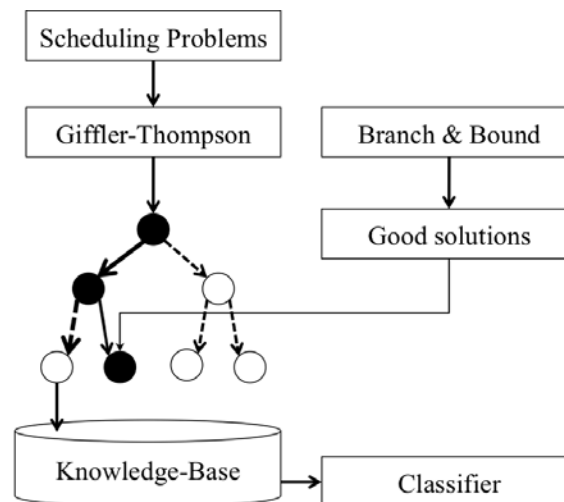 Scheduling Problems
Giffler-Thompson
Branch & Bound
Good solutions
Knowledge-Base
Classifier